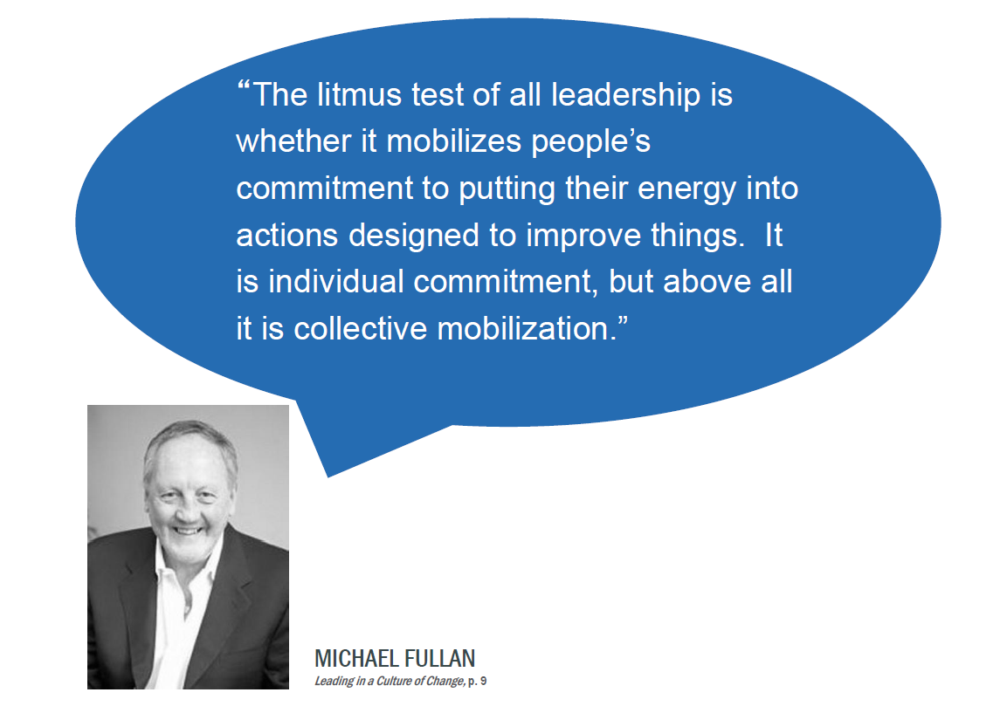 “The litmus test of all leadership is
whether it mobilizes people’s
commitment to putting their energy into
actions designed to improve things.  It
is individual commitment, but above all
it is collective mobilization.”
MICHAEL FULLAN
Leading in a Culture of Change, p. 9